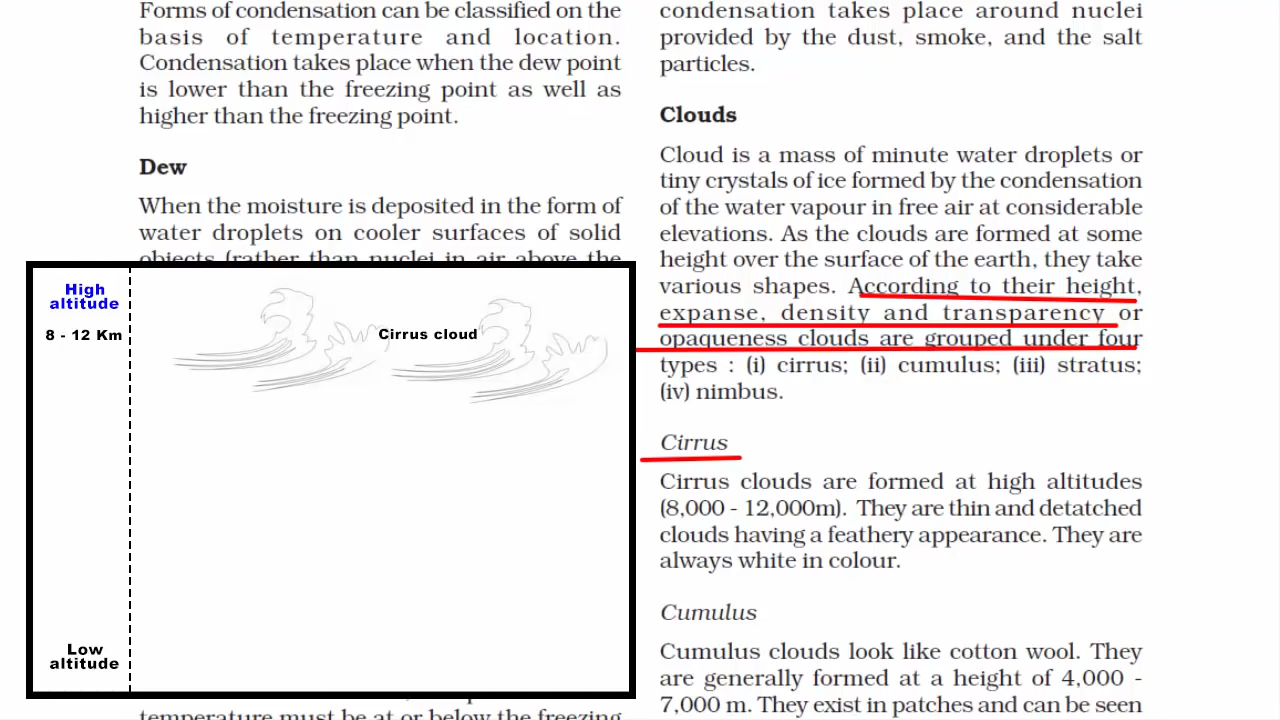 Forms of condensation can be classified on the
basis of temperature and location.
Condensation takes place when the dew point
is lower than the freezing point as well as
higher than the freezing point.
Dew
When the moisture is deposited in the form of
water droplets on cooler surfaces of solid
objects (rather than nuclei in air above the
High
altitude
8 - 12 Km
Cirrus cloud
Low
altitude
temperature must be at or below the freezing
condensation takes place around nuclei
provided by the dust, smoke, and the salt
particles.
Clouds
Cloud is a mass of minute water droplets or
tiny crystals of ice formed by the condensation
of the water vapour in free air at considerable
elevations. As the clouds are formed at some
height over the surface of the earth, they take
various shapes. According to their height,
expanse, density and transparency or
opaqueness clouds are grouped under four
types : (i) cirrus; (ii) cumulus; (iii) stratus;
(iv) nimbus.
Cirrus
Cirrus clouds are formed at high altitudes
(8,000 - 12,000m). They are thin and detatched
clouds having a feathery appearance. They are
always white in colour.
Cumulus
Cumulus clouds look like cotton wool. They
are generally formed at a height of 4,000 -
7,000 m. They exist in patches and can be seen